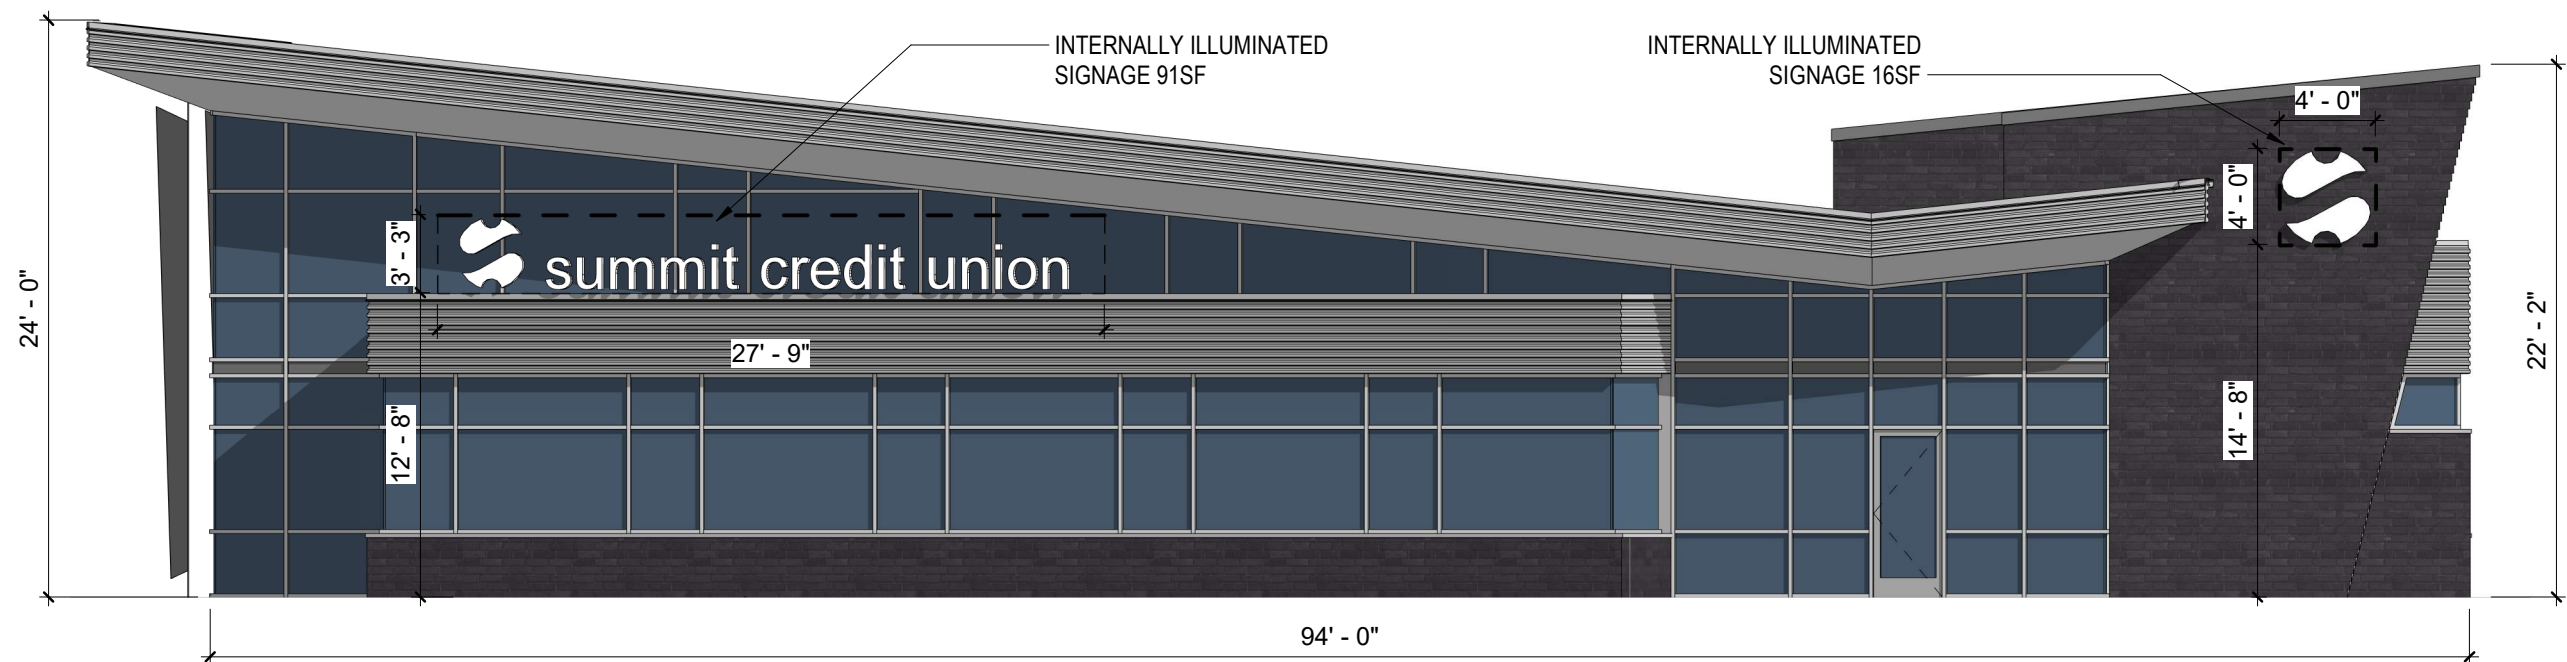 INTERNALLY ILLUMINATED
SIGNAGE 91SF
INTERNALLY ILLUMINATED
SIGNAGE 16SF
4' - 0"
4' - 0"
3' - 3"
summit credit union
24' - 0"
27' - 9"
22' - 2"
12' - 8"
14' - 8"
94' - 0"